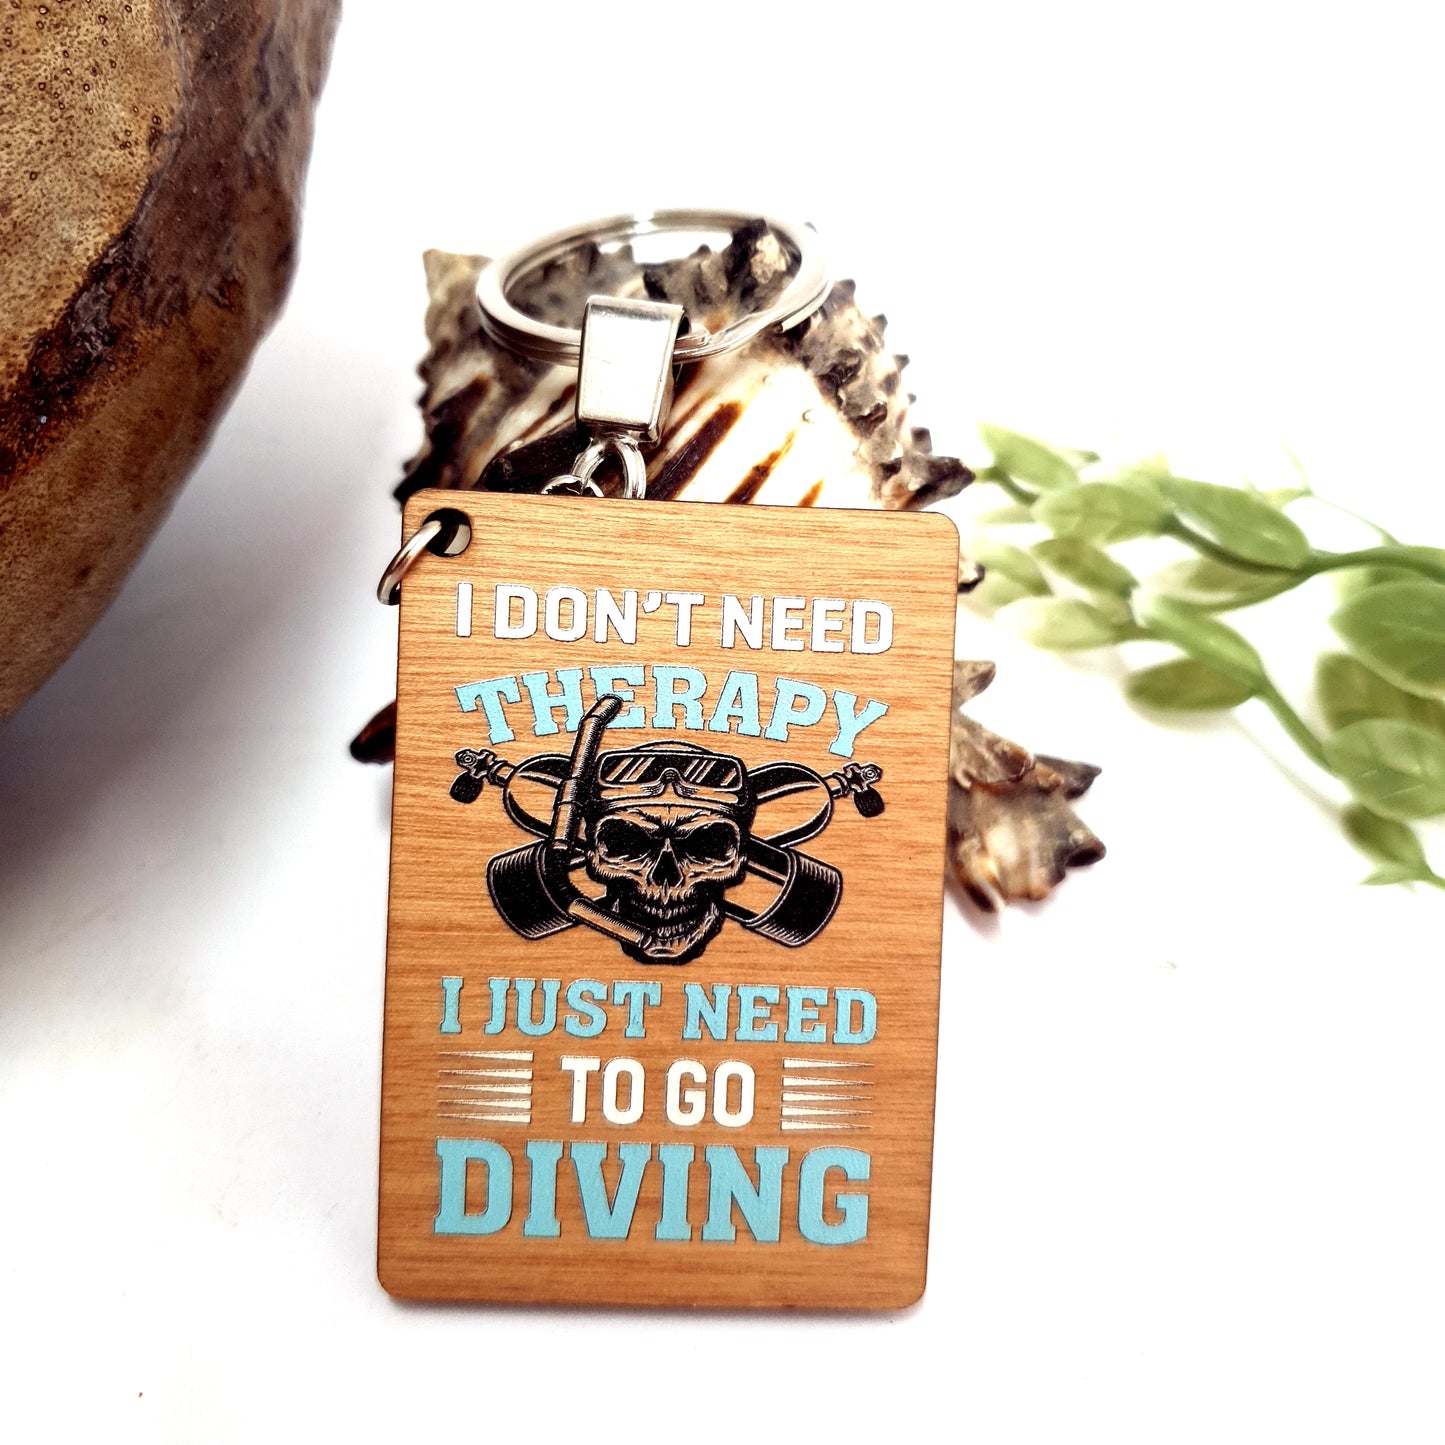 I DON'T NEED
THERAPY
I JUST NEED
TO GO
DIVING